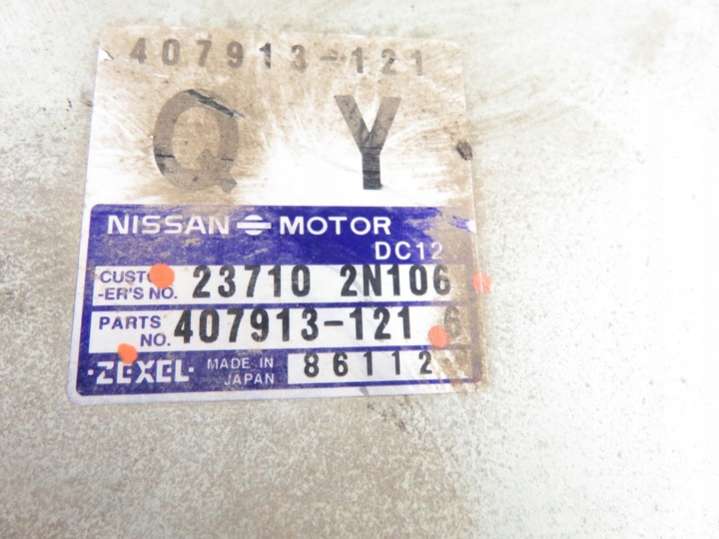 407913-121
Q Y
NISSAN MOTOR
DC12
CUSTOM
-ER'S NO. 23710 2N106
PARTS NO. 407913-121 6
·ZEXEL· MADE IN JAPAN 86112